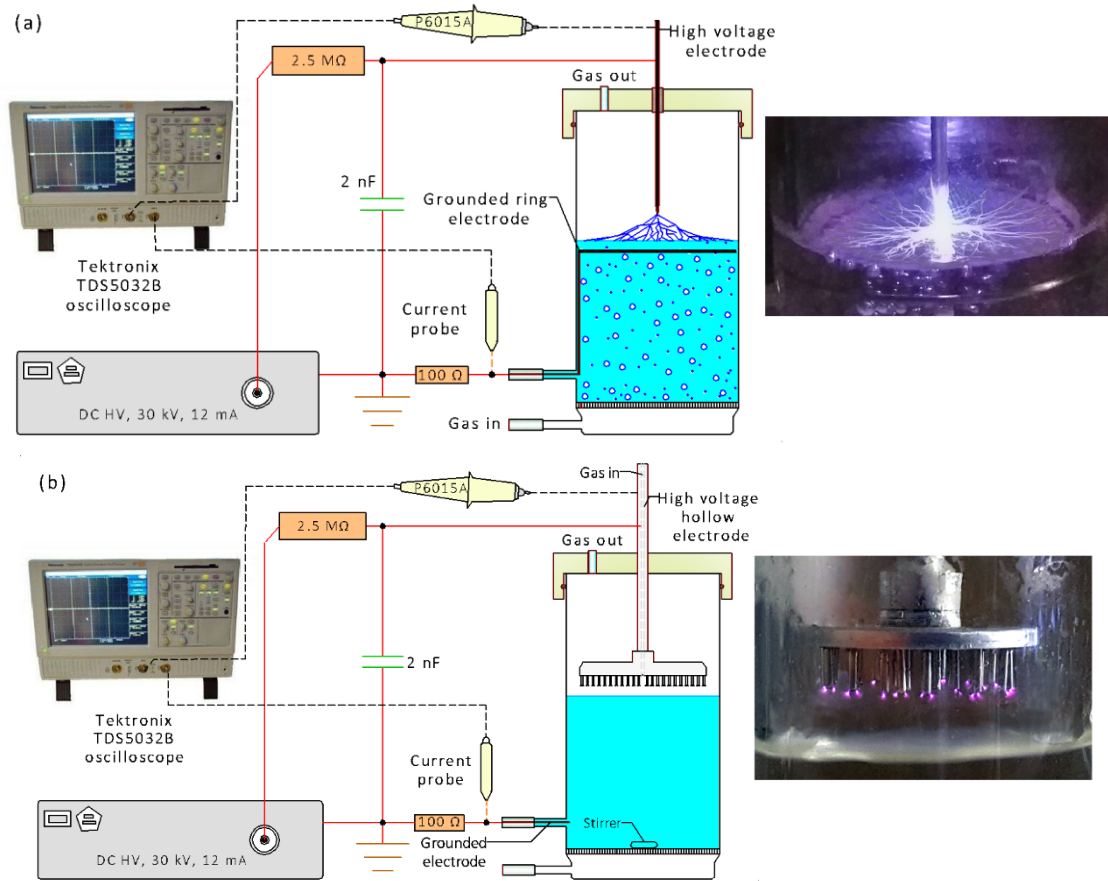 (a)
P6015A
High voltage
electrode
2.5 MΩ
Gas out
2 nF
Grounded ring
electrode
Tektronix
TDS5032B
oscilloscope
Current
probe
100 Ω
DC HV, 30 kV, 12 mA
Gas in
(b)
Gas in
P6015A
High voltage
hollow
electrode
2.5 MΩ
Gas out
2 nF
Tektronix
TDS5032B
oscilloscope
Current
probe
100 Ω
Stirrer
Grounded
electrode
DC HV, 30 kV, 12 mA